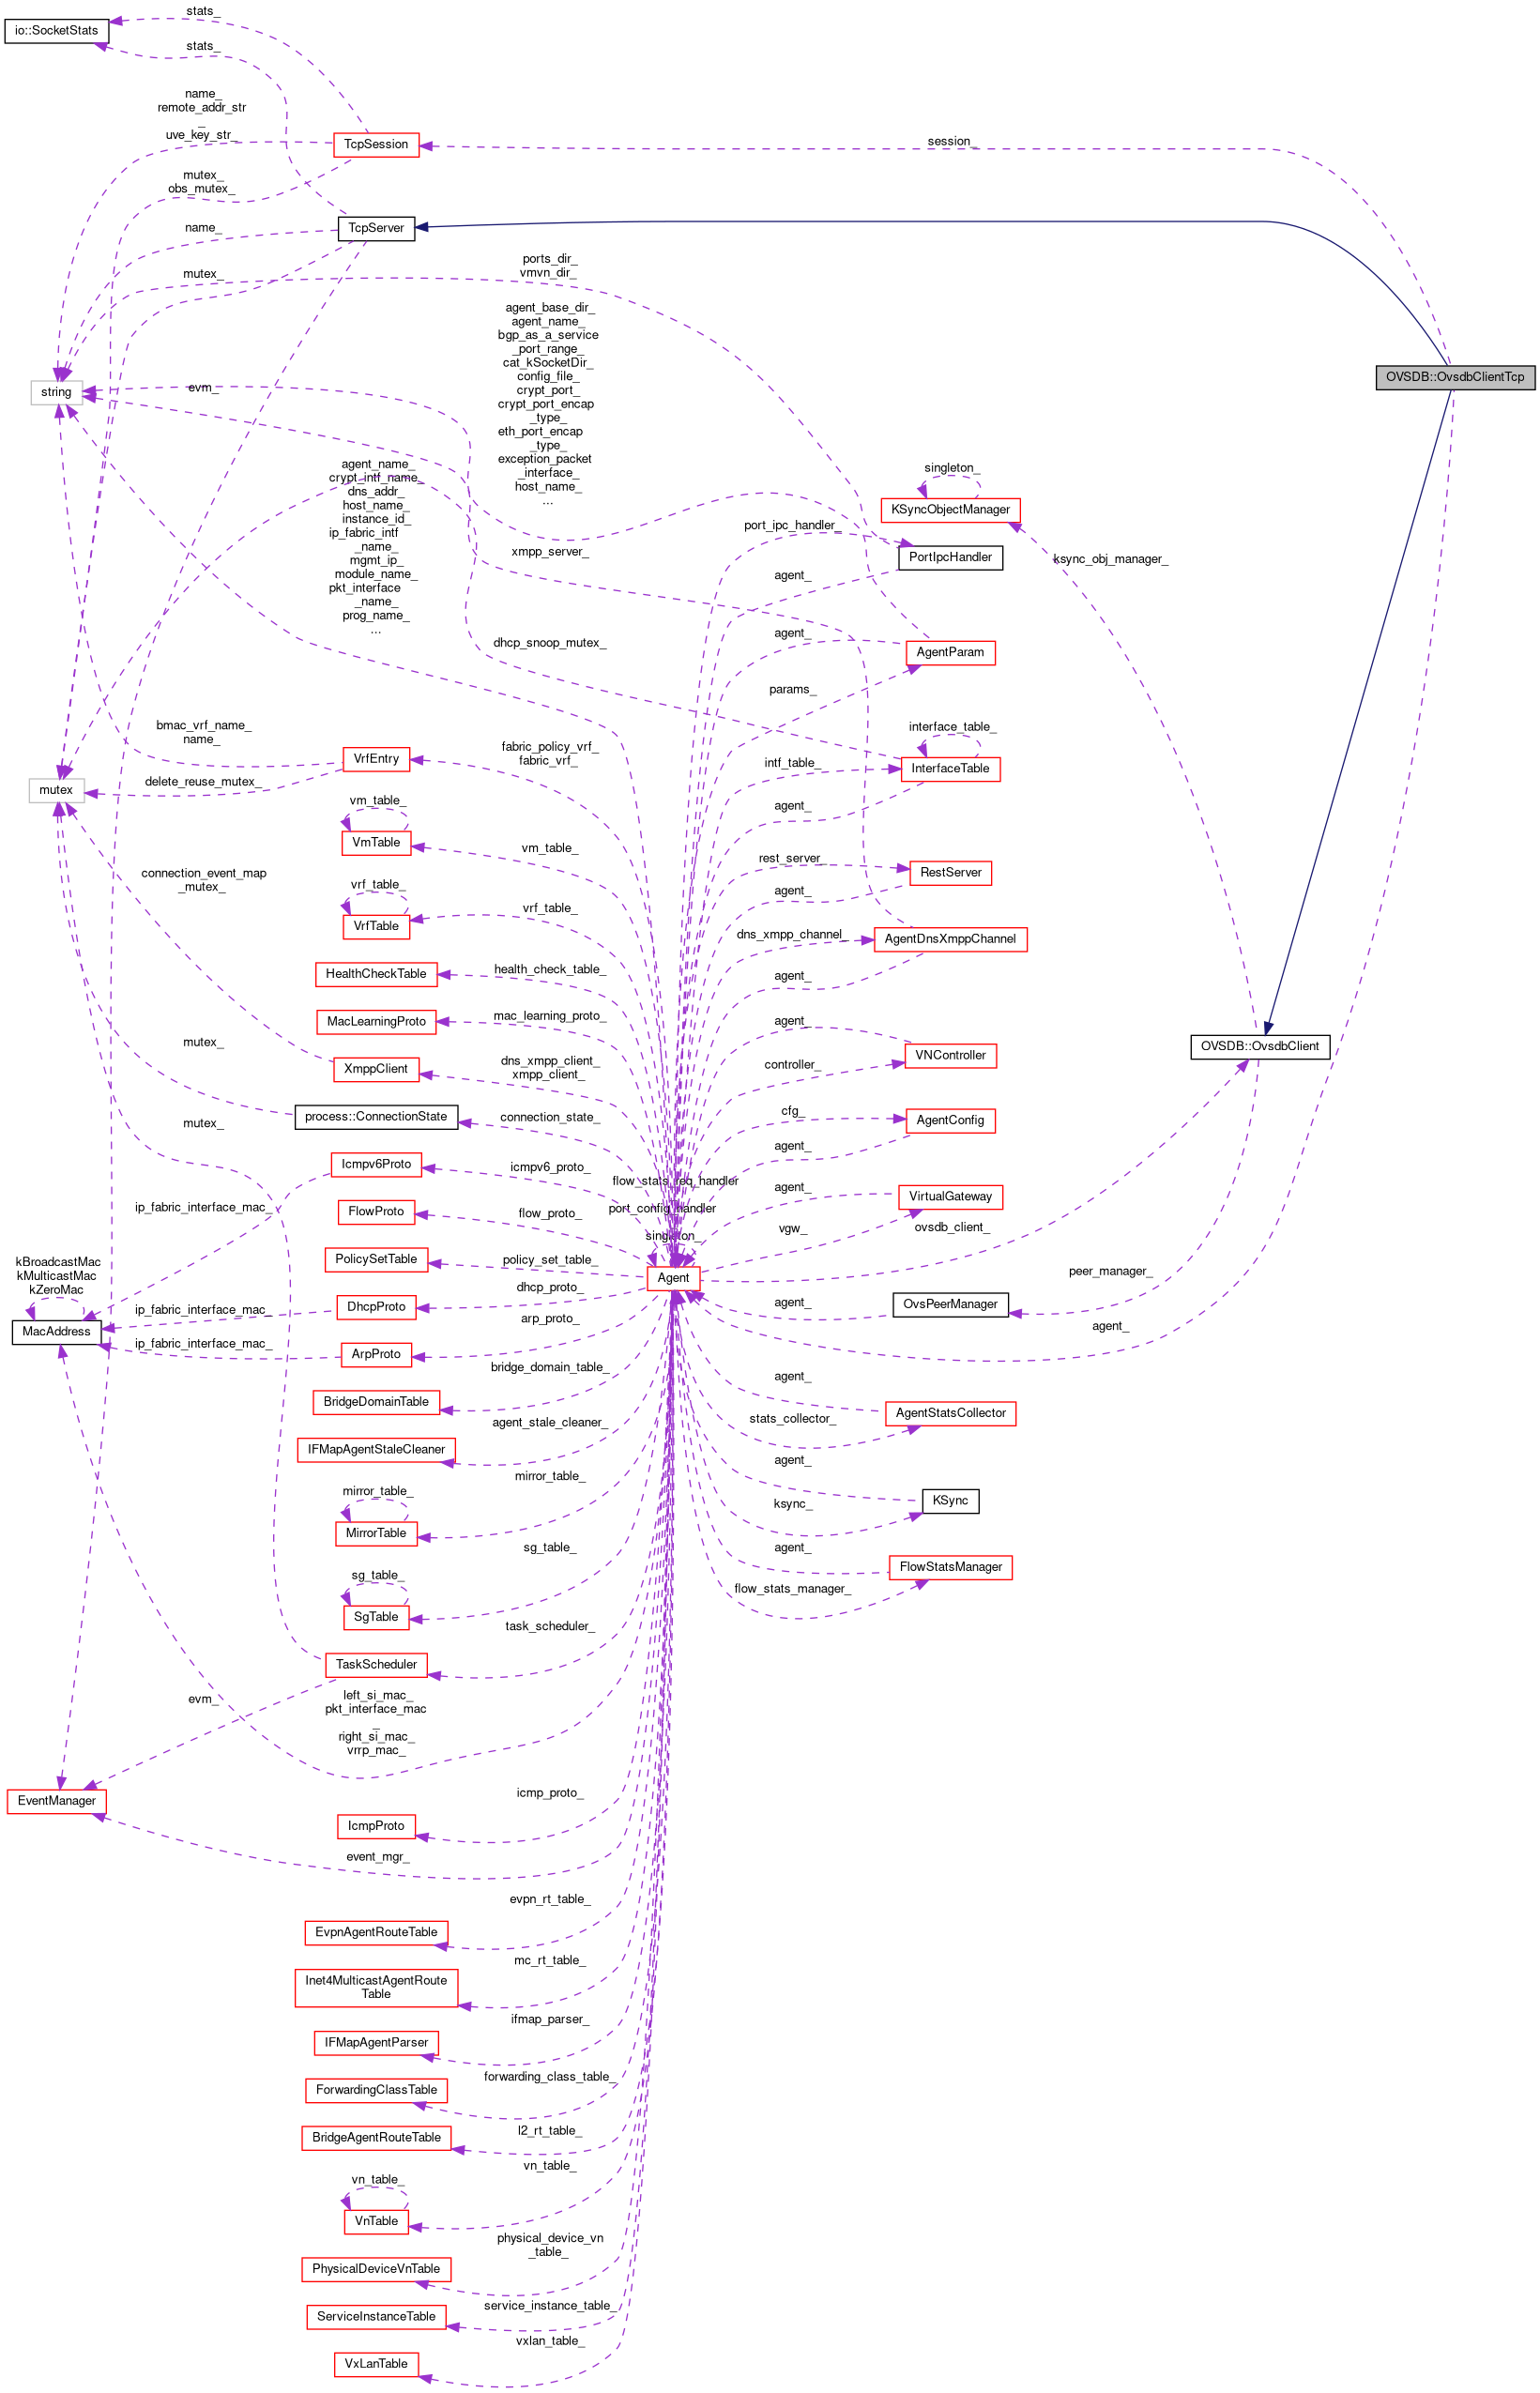 stats_
io::SocketStats
stats_
name_
remote_addr_str
_
uve_key_str_
TcpSession
session_
mutex_
obs_mutex_
name_
TcpServer
mutex_
ports_dir_
vmvn_dir_
agent_base_dir_
agent_name_
bgp_as_a_service
_port_range_
cat_kSocketDir_
config_file_
crypt_port_
crypt_port_encap
_type_
eth_port_encap
_type_
exception_packet
_interface_
host_name_
...
OVSDB::OvsdbClientTcp
string
evm_
agent_name_
crypt_intf_name_
dns_addr_
host_name_
instance_id_
ip_fabric_intf
_name_
mgmt_ip_
module_name_
pkt_interface
_name_
prog_name_
...
singleton_
KSyncObjectManager
port_ipc_handler_
xmpp_server_
PortIpcHandler
ksync_obj_manager_
agent_
dhcp_snoop_mutex_
agent_
AgentParam
params_
bmac_vrf_name_
name_
VrfEntry
fabric_policy_vrf_
fabric_vrf_
interface_table_
intf_table_
InterfaceTable
mutex
delete_reuse_mutex_
vm_table_
agent_
VmTable
vm_table_
rest_server_
RestServer
connection_event_map
_mutex_
vrf_table_
agent_
VrfTable
vrf_table_
dns_xmpp_channel_
AgentDnsXmppChannel
HealthCheckTable
health_check_table_
agent_
MacLearningProto
mac_learning_proto_
agent_
mutex_
XmppClient
dns_xmpp_client_
xmpp_client_
controller_
VNController
OVSDB::OvsdbClient
process::ConnectionState
connection_state_
cfg_
AgentConfig
mutex_
agent_
Icmpv6Proto
icmpv6_proto_
flow_stats_req_handler
agent_
VirtualGateway
ip_fabric_interface_mac_
FlowProto
flow_proto_
port_config_handler
vgw_
ovsdb_client_
singleton_
kBroadcastMac
kMulticastMac
kZeroMac
PolicySetTable
policy_set_table_
Agent
peer_manager_
MacAddress
ip_fabric_interface_mac_
DhcpProto
dhcp_proto_
agent_
OvsPeerManager
arp_proto_
agent_
ip_fabric_interface_mac_
ArpProto
bridge_domain_table_
agent_
BridgeDomainTable
AgentStatsCollector
agent_stale_cleaner_
stats_collector_
IFMapAgentStaleCleaner
agent_
mirror_table_
mirror_table_
ksync_
KSync
MirrorTable
sg_table_
agent_
sg_table_
FlowStatsManager
flow_stats_manager_
SgTable
task_scheduler_
TaskScheduler
evm_
left_si_mac_
pkt_interface_mac
_
right_si_mac_
vrrp_mac_
EventManager
icmp_proto_
IcmpProto
event_mgr_
evpn_rt_table_
EvpnAgentRouteTable
mc_rt_table_
Inet4MulticastAgentRoute
Table
ifmap_parser_
IFMapAgentParser
forwarding_class_table_
ForwardingClassTable
l2_rt_table_
BridgeAgentRouteTable
vn_table_
vn_table_
VnTable
physical_device_vn
_table_
PhysicalDeviceVnTable
service_instance_table_
ServiceInstanceTable
vxlan_table_
VxLanTable